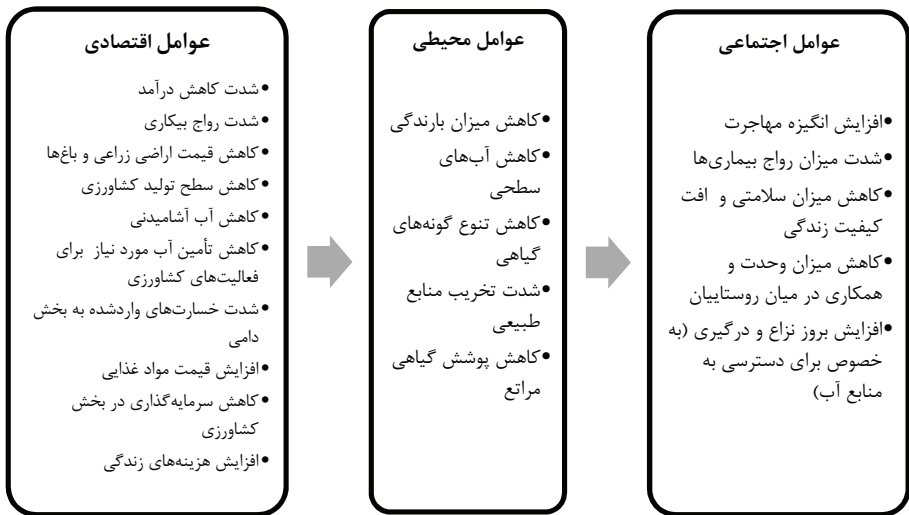 عوامل اقتصادی
•شدت کاهش درآمد
•شدت رواج بیکاری
•کاهش قیمت اراضی زراعی و باغ‌ها
•کاهش سطح تولید کشاورزی
•کاهش آب آشامیدنی
•کاهش تأمین آب مورد نیاز برای
فعالیت‌های کشاورزی
•شدت خسارت‌های واردشده به بخش
دامی
•افزایش قیمت مواد غذایی
•کاهش سرمایه‌گذاری در بخش
کشاورزی
•افزایش هزینه‌های زندگی
عوامل محیطی
•کاهش میزان بارندگی
•کاهش آب‌های
سطحی
•کاهش تنوع گونه‌های
گیاهی
•شدت تخریب منابع
طبیعی
•کاهش پوشش گیاهی
مراتع
عوامل اجتماعی
•افزایش انگیزه مهاجرت
•شدت میزان رواج بیماری‌ها
•کاهش میزان سلامتی و افت
کیفیت زندگی
•کاهش میزان وحدت و
همکاری در میان روستاییان
•افزایش بروز نزاع و درگیری (به
خصوص برای دسترسی به
منابع آب)